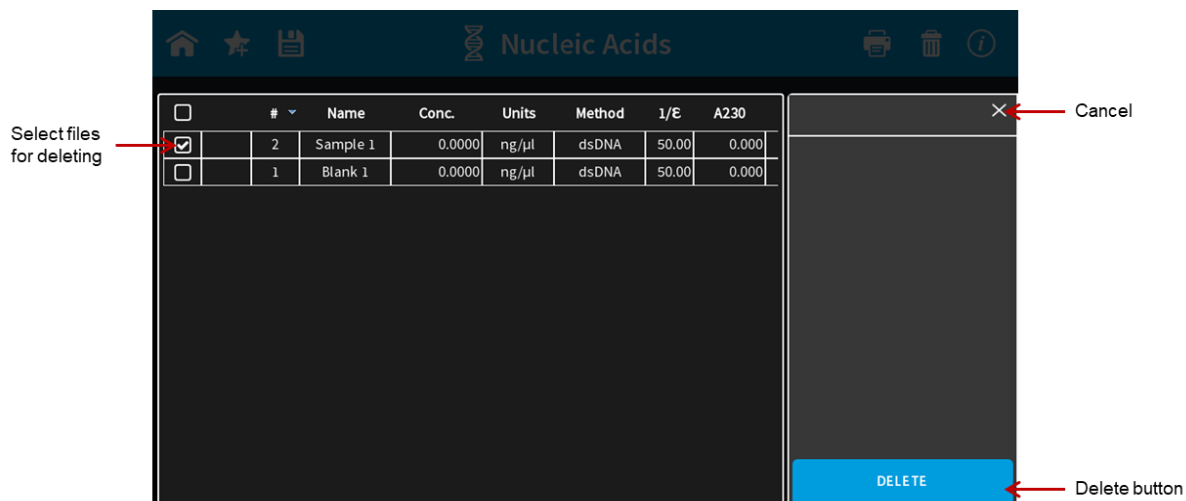 Nucleic Acids
# Name Conc. Units Method 1/Ɛ A230
2 Sample 1 0.0000 ng/µl dsDNA 50.00 0.000
1 Blank 1 0.0000 ng/µl dsDNA 50.00 0.000
Select files
for deleting
Cancel
DELETE
Delete button